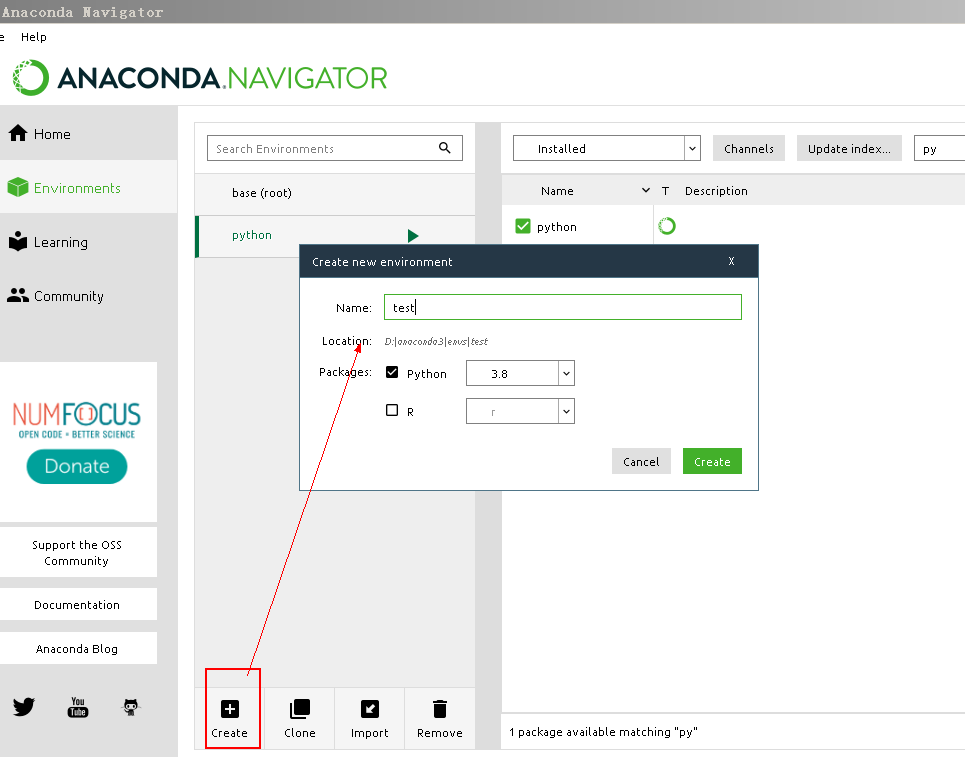 Anaconda Navigator
e Help
ANACONDA.NAVIGATOR
Home
Environments
Learning
Community
NUMFOCUS
OPEN CODE = BETTER SCIENCE
Donate
Support the OSS
Community
Documentation
Anaconda Blog
You
Tube
Search Environments
base (root)
python
Create
Clone
Import
Remove
Installed
Channels
Update index...
py
Name
T
Description
python
Create new environment
X
Name: test
Location: D:\anaconda3\envs\test
Packages: Python 3.8
R r
Cancel
Create
1 package available matching "py"